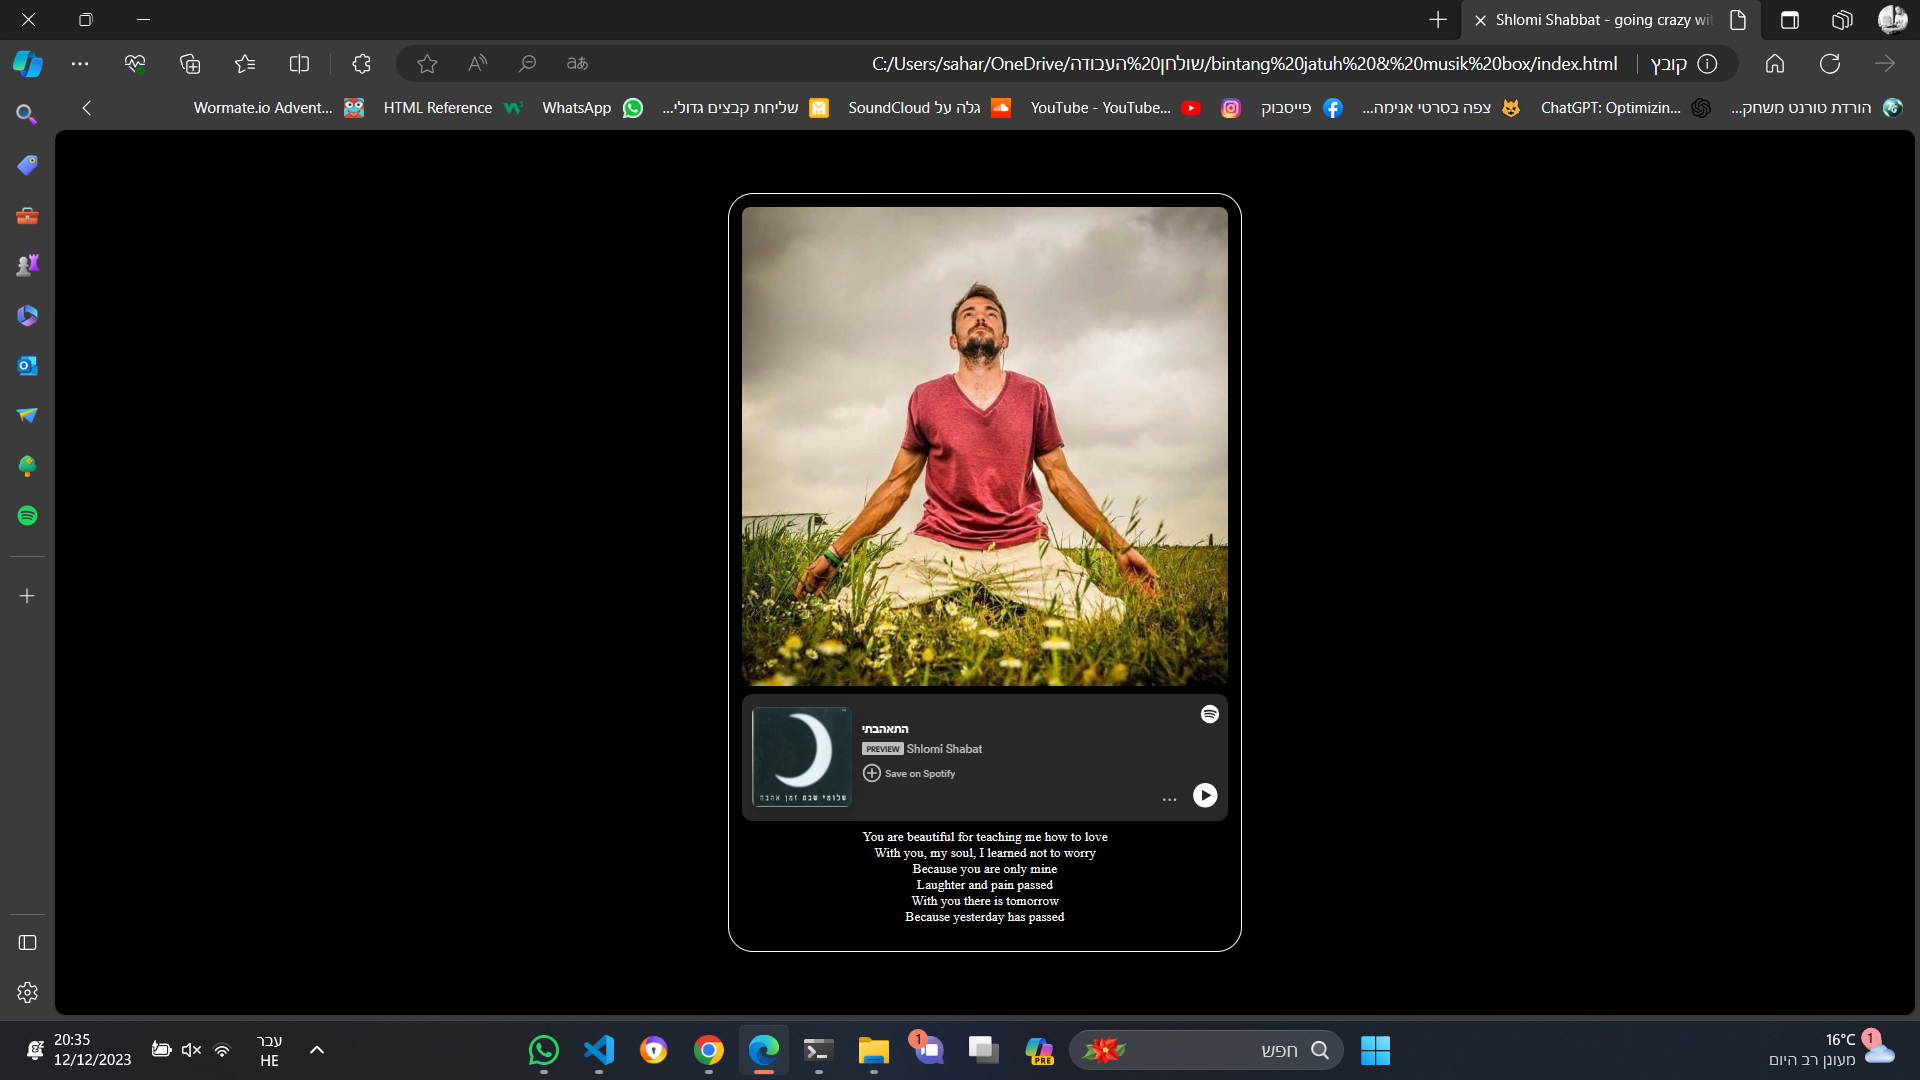 Shlomi Shabbat - going crazy wi
C:/Users/sahar/OneDrive/שולחן%20העבודה/bintang%20jatuh%20&%20musik%20box/index.html
קובץ
aあ
A
Wormate.io Advent...
HTML Reference
WhatsApp
שליחת קבצים גדולי...
גלה על SoundCloud
YouTube - YouTube...
פייסבוק
צפה בסרטי אנימה...
ChatGPT: Optimizin...
הורדת טורנט משחק...
התאהבתי
PREVIEW Shlomi Shabat
Save on Spotify
שלומי שבת זמן אהבה
You are beautiful for teaching me how to love
With you, my soul, I learned not to worry
Because you are only mine
Laughter and pain passed
With you there is tomorrow
Because yesterday has passed
20:35
12/12/2023
עבר
HE
1
PRE
חפש
16°C
1
מעונן רב היום